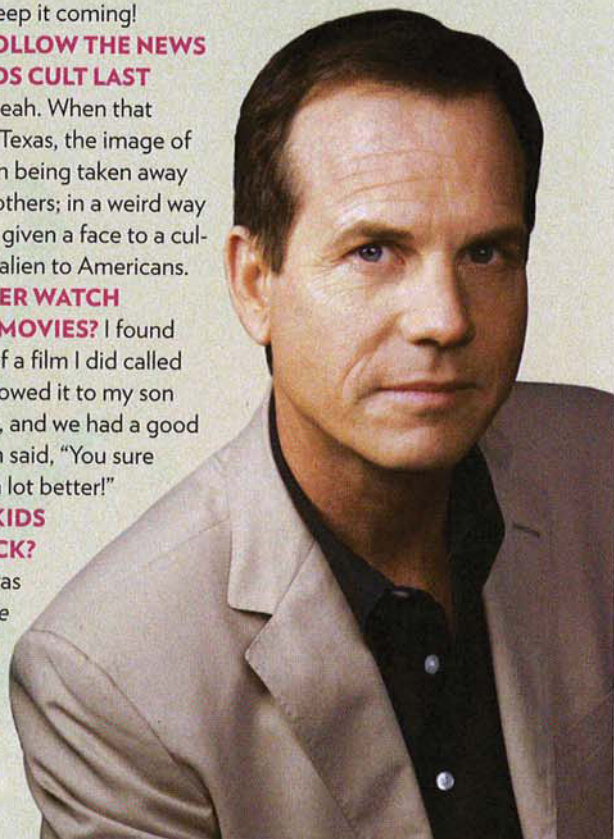 eep it coming!
OLLOW THE NEWS
DS CULT LAST
eah. When that
Texas, the image of
n being taken away
others; in a weird way
given a face to a cul-
alien to Americans.
ER WATCH
MOVIES? I found
f a film I did called
owed it to my son
, and we had a good
n said, “You sure
a lot better!”
KIDS
CK?
as
e